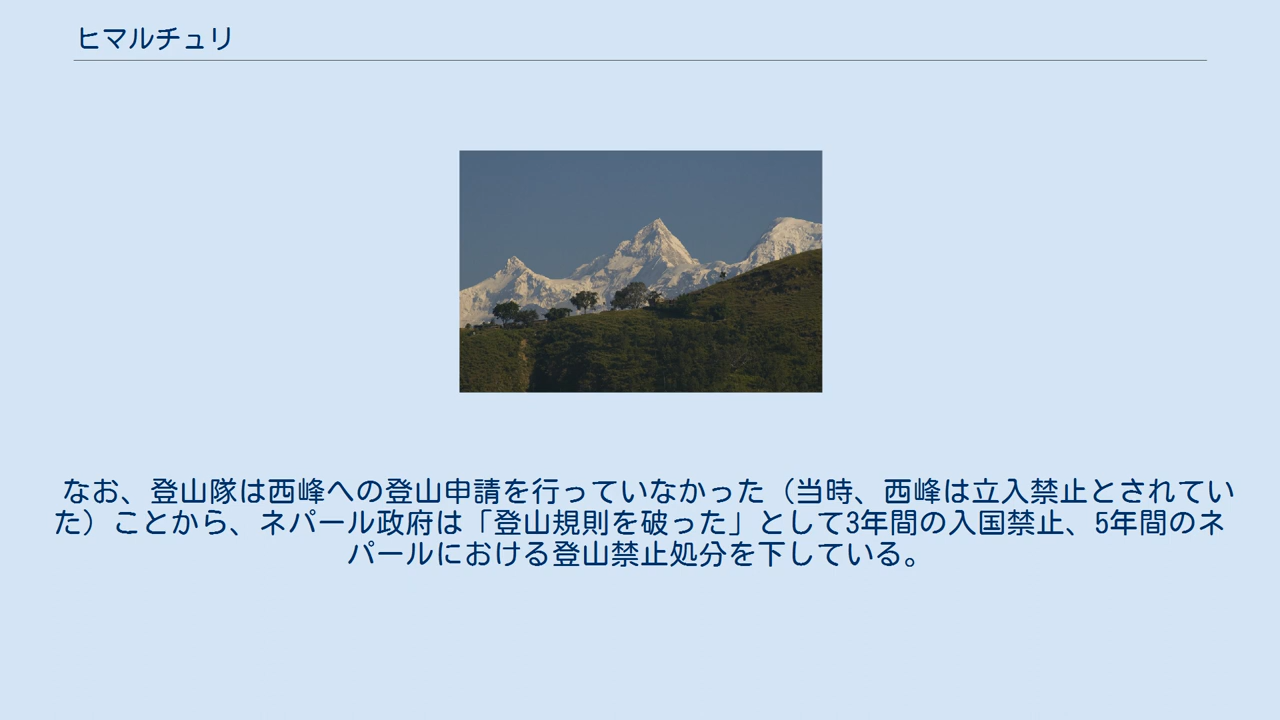 ヒマルチュリ
なお、登山隊は西峰への登山申請を行っていなかった（当時、西峰は立入禁止とされてい
た）ことから、ネパール政府は「登山規則を破った」として3年間の入国禁止、5年間のネ
パールにおける登山禁止処分を下している。